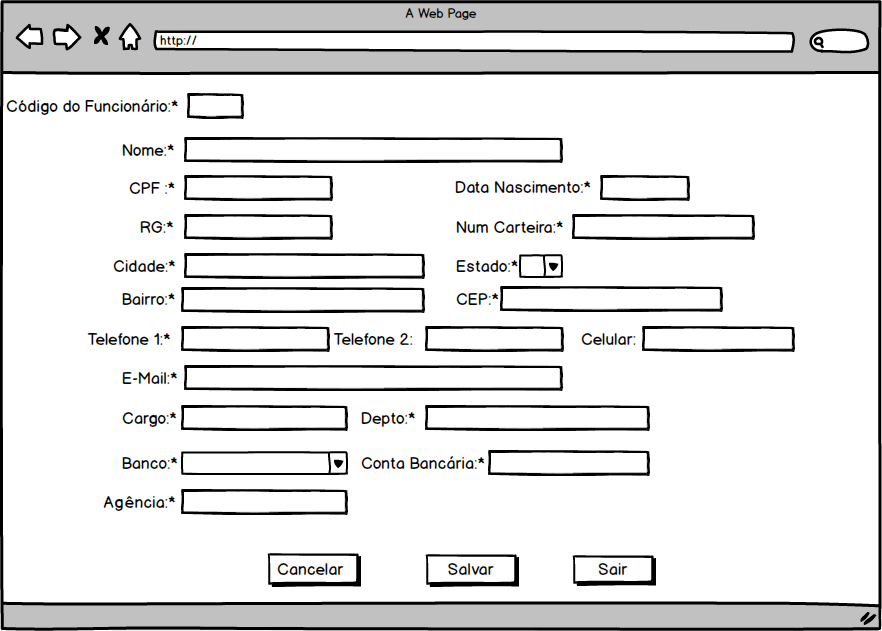 A Web Page
http://
Código do Funcionário:*
Nome:*
CPF :* Data Nascimento:*
RG:* Num Carteira:*
Cidade:* Estado:*
Bairro:* CEP:*
Telefone 1:* Telefone 2: Celular:
E-Mail:*
Cargo:* Depto:*
Banco:* Conta Bancária:*
Agência:*
Cancelar Salvar Sair